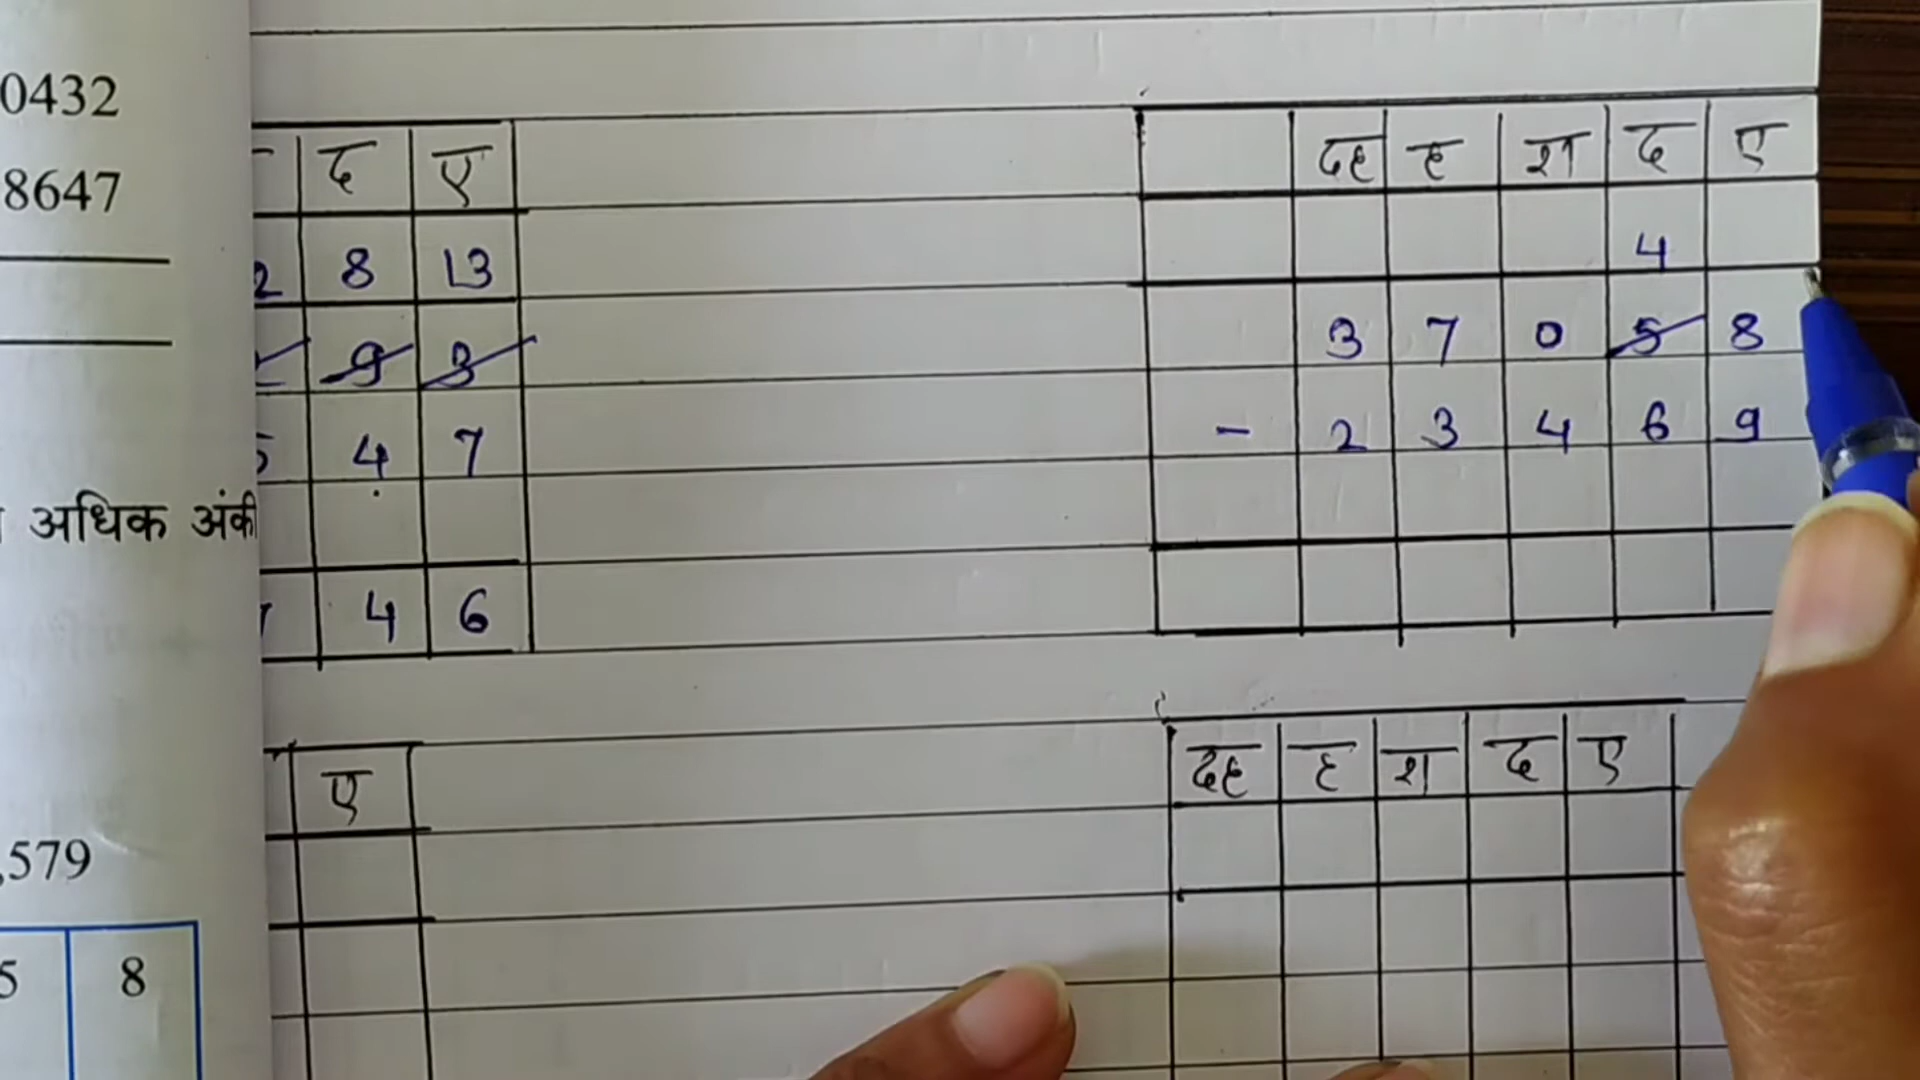 0432
8647
अधिक अंकी
,579
5 8
द ए
2 8 13
9 3
4 7
4 6
दह ह श द ए
4
3 7 0 5 8
- 2 3 4 6 9
ए
दह ह श द ए